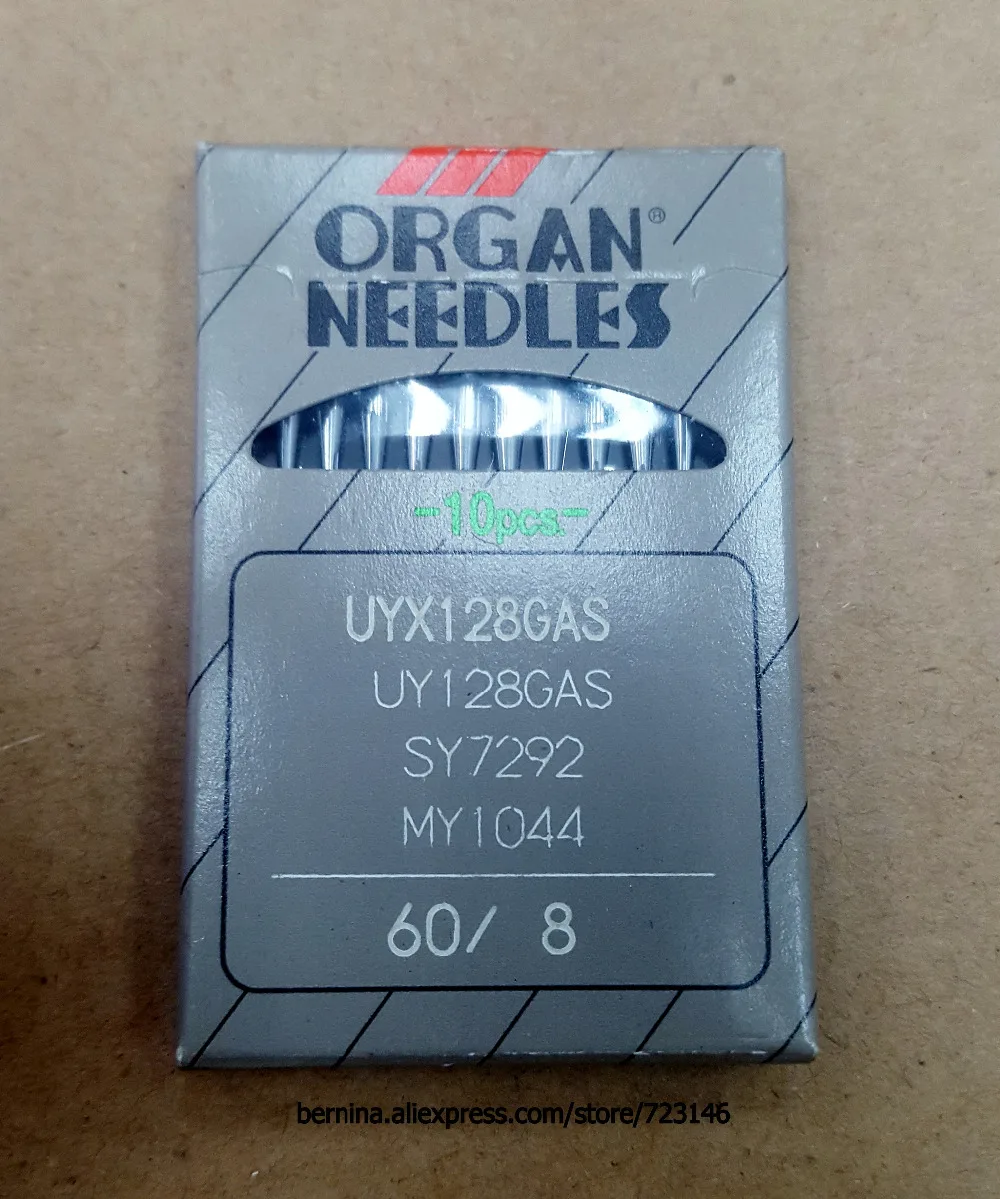 ORGAN®
NEEDLES
-10pcs.-
UYX128GAS
UY128GAS
SY7292
MY1044
60/ 8
bernina.aliexpress.com/store/723146